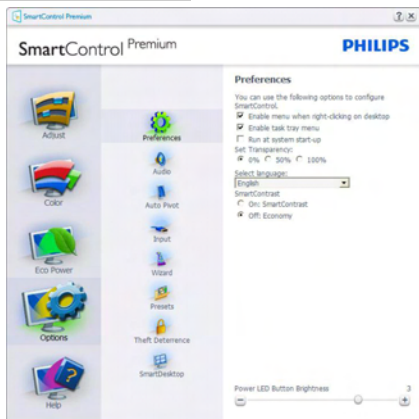 SmartControl Premium
SmartControl Premium
PHILIPS
Adjust
Color
Eco Power
Options
Help
Preferences
Audio
Auto Pivot
Input
Wizard
Presets
Theft Deterrence
SmartDesktop
Preferences
You can use the following options to configure
SmartControl.
Enable menu when right-clicking on desktop
Enable task tray menu
Run at system start-up
Set Transparency:
0% 50% 100%
Select language:
English
SmartContrast
On: SmartContrast
Off: Economy
Power LED Button Brightness 3